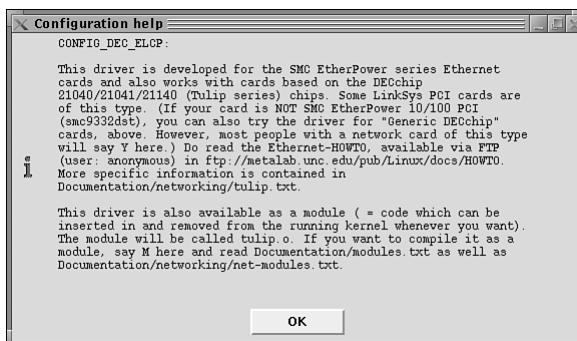 Configuration help
CONFIG_DEC_ELCP:
This driver is developed for the SMC EtherPower series Ethernet
cards and also works with cards based on the DECchip
21040/21041/21140 (Tulip series) chips. Some LinkSys PCI cards are
of this type. (If your card is NOT SMC EtherPower 10/100 PCI
(smc9332dst), you can also try the driver for "Generic DECchip"
cards, above. However, most people with a network card of this type
will say Y here.) Do read the Ethernet-HOWTO, available via FTP
(user: anonymous) in ftp://metalab.unc.edu/pub/Linux/docs/HOWTO.
More specific information is contained in
Documentation/networking/tulip.txt.
This driver is also available as a module ( = code which can be
inserted in and removed from the running kernel whenever you want).
The module will be called tulip.o. If you want to compile it as a
module, say M here and read Documentation/modules.txt as well as
Documentation/networking/net-modules.txt.
OK